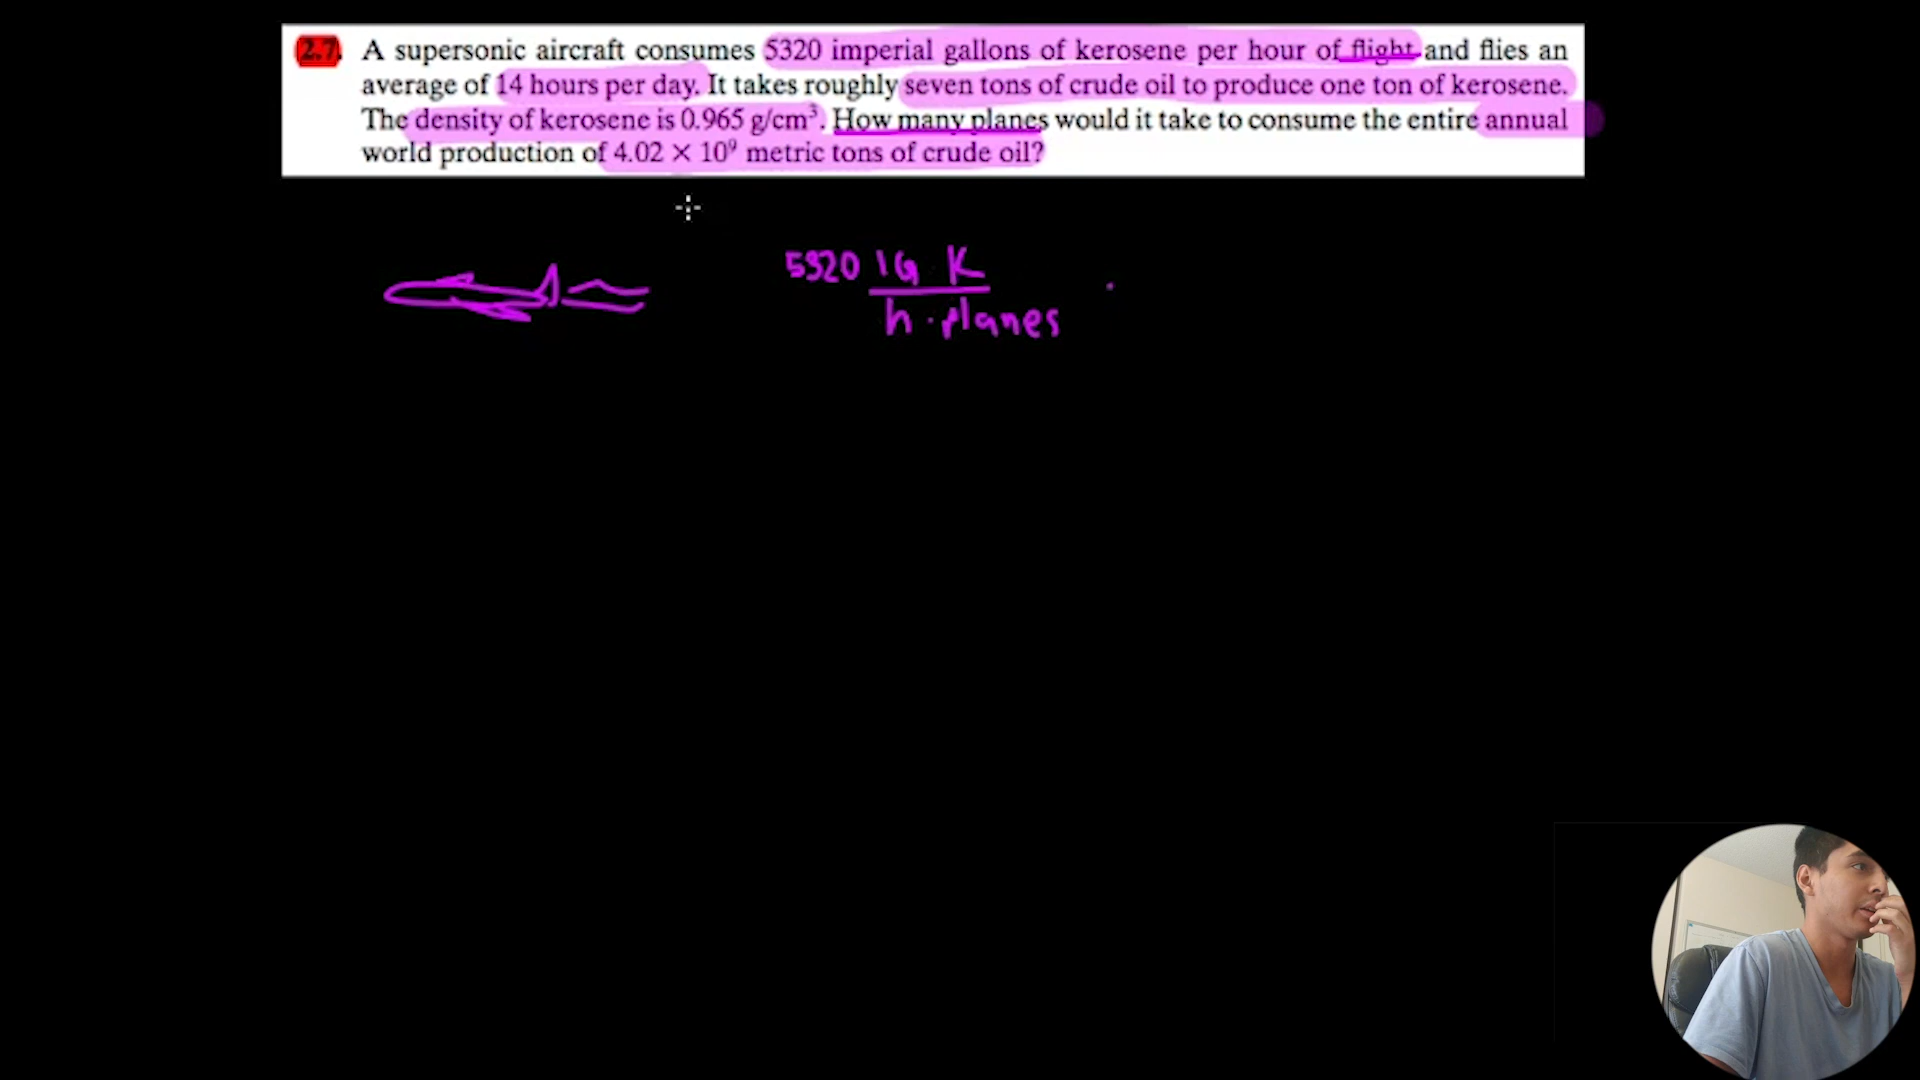 2.7. A supersonic aircraft consumes 5320 imperial gallons of kerosene per hour of flight and flies an
average of 14 hours per day. It takes roughly seven tons of crude oil to produce one ton of kerosene.
The density of kerosene is 0.965 g/cm³. How many planes would it take to consume the entire annual
world production of 4.02 × 10⁹ metric tons of crude oil?
5320 IG K
h · planes